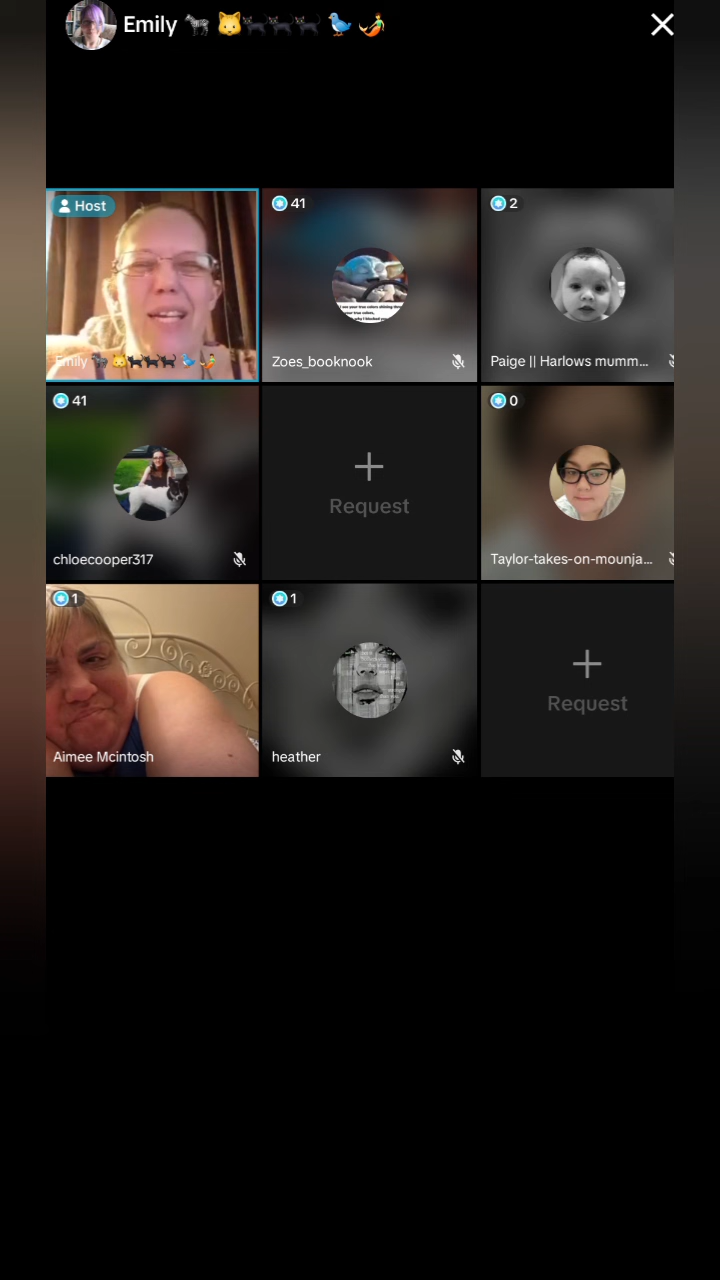 Emily 🦓 🐱🐈‍⬛🐈‍⬛🐈‍⬛ 🐦 🧜
Host
41
2
Emily 🦓 🐱🐈‍⬛🐈‍⬛🐈‍⬛ 🐦 🧜
Zoes_booknook
Paige || Harlows mumm...
41
0
Request
chloecooper317
Taylor-takes-on-mounja...
1
1
Request
Aimee Mcintosh
heather